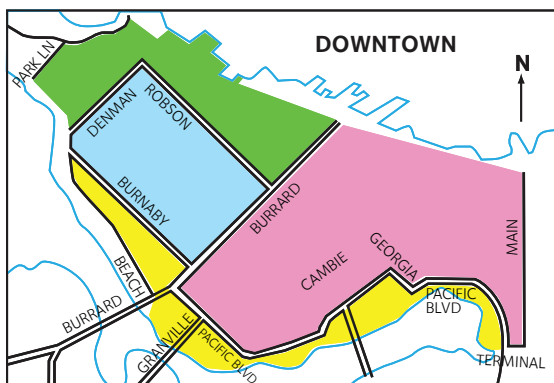 DOWNTOWN
N
PARK LN
DENMAN
ROBSON
BURNABY
BURRARD
CAMBIE
GEORGIA
MAIN
BEACH
BURRARD
GRANVILLE
PACIFIC BLVD
PACIFIC
BLVD
TERMINAL